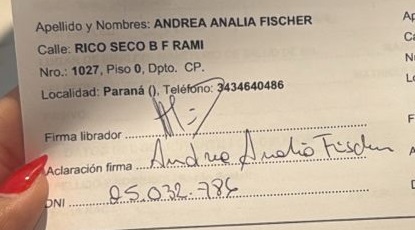 Apellido y Nombres: ANDREA ANALIA FISCHER
Calle: RICO SECO B F RAMI
Nro.: 1027, Piso 0, Dpto. CP.
Localidad: Paraná (), Teléfono: 3434640486
Firma librador
Aclaración firma Andrea Analia Fischer
DNI 25.032.786